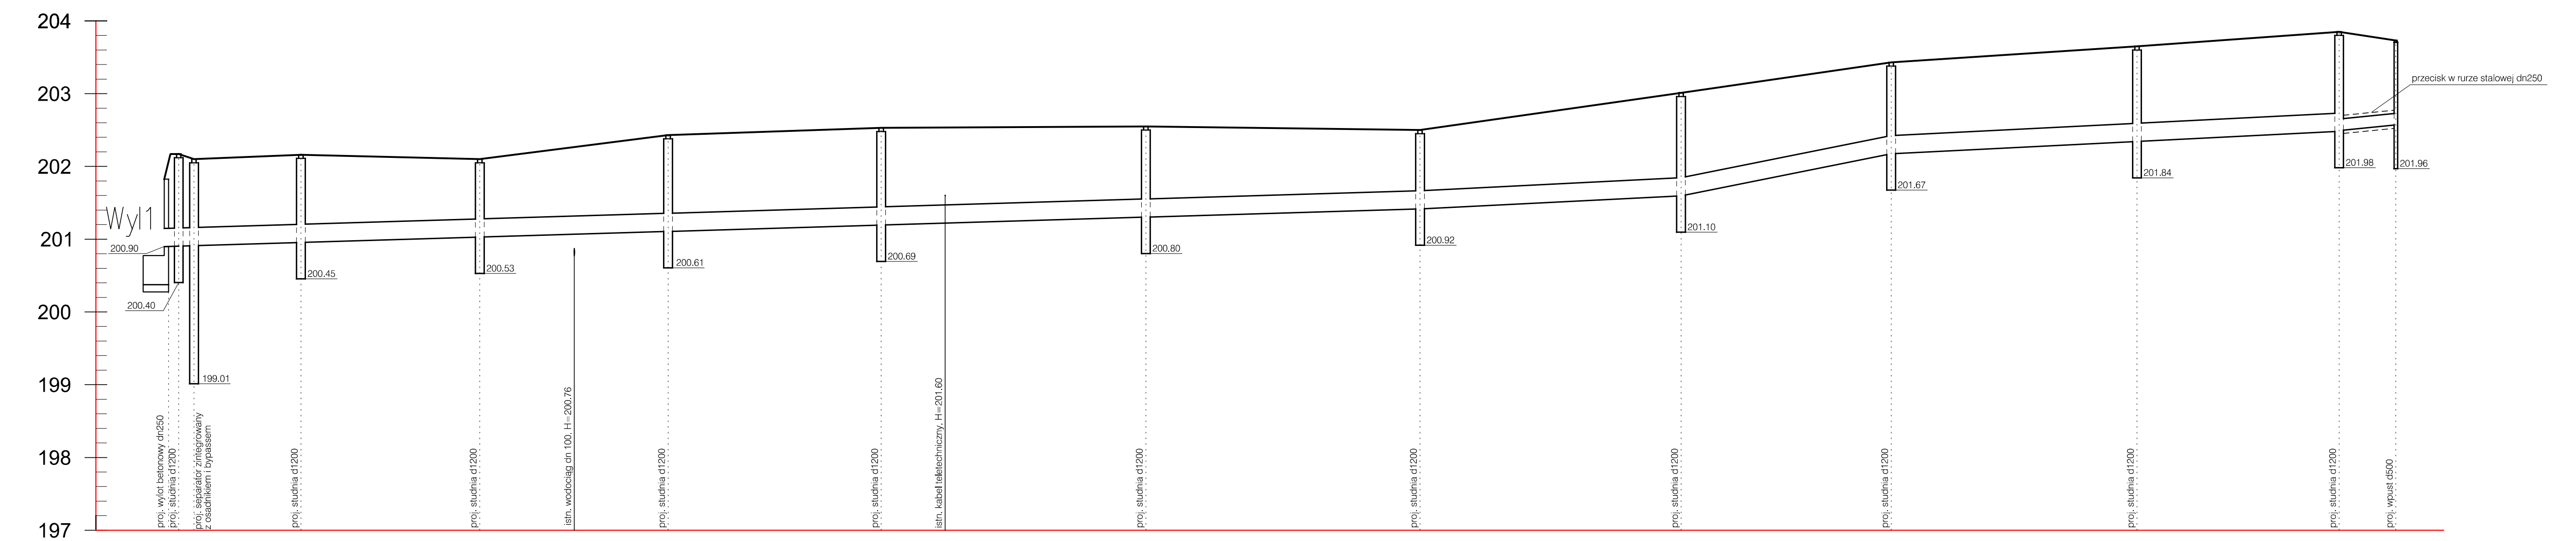 204
203
202
201
200
199
198
197
Wyl1
200.90
200.40
199.01
200.45
200.53
200.61
200.69
200.80
200.92
201.10
201.67
201.84
201.98
201.96
przecisk w rurze stalowej dn250
proj. wylot betonowy dn250
proj. studnia d1200
proj. separator zintegrowany
z osadnikiem i bypassem
proj. studnia d1200
proj. studnia d1200
istn. wodociąg dn 100, H=200.76
proj. studnia d1200
proj. studnia d1200
istn. kabel teletechniczny, H=201.60
proj. studnia d1200
proj. studnia d1200
proj. studnia d1200
proj. studnia d1200
proj. studnia d1200
proj. studnia d1200
proj. wpust d500